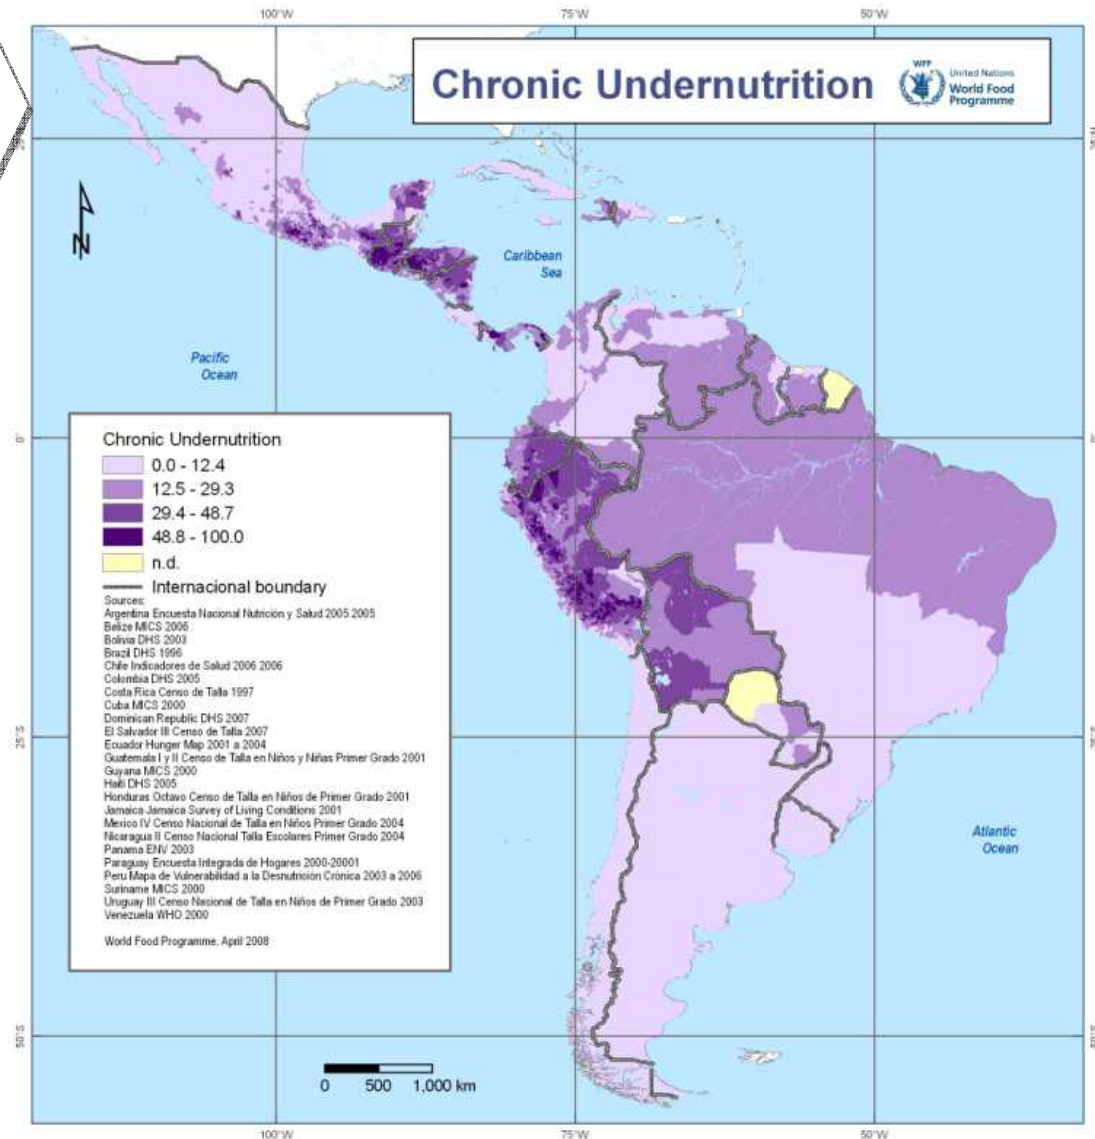 100°W 75°W 50°W
Chronic Undernutrition
WFP
United Nations
World Food
Programme
N
Caribbean
Sea
Pacific
Ocean
Chronic Undernutrition
0.0 - 12.4
12.5 - 29.3
29.4 - 48.7
48.8 - 100.0
n.d.
Internacional boundary
Sources:
Argentina Encuesta Nacional Nutrición y Salud 2005 2005
Belize MICS 2006
Bolivia DHS 2003
Brazil DHS 1996
Chile Indicadores de Salud 2006 2006
Colombia DHS 2005
Costa Rica Censo de Talla 1997
Cuba MICS 2000
Dominican Republic DHS 2007
El Salvador III Censo de Talla 2007
Ecuador Hunger Map 2001 a 2004
Guatemala I y II Censo de Talla en Niños y Niñas Primer Grado 2001
Guyana MICS 2000
Haiti DHS 2005
Honduras Octavo Censo de Talla en Niños de Primer Grado 2001
Jamaica Jamaica Survey of Living Conditions 2001
Mexico IV Censo Nacional de Talla en Niños Primer Grado 2004
Nicaragua II Censo Nacional Talla Escolares Primer Grado 2004
Panama ENV 2003
Paraguay Encuesta Integrada de Hogares 2000-20001
Peru Mapa de Vulnerabilidad a la Desnutrición Crónica 2003 a 2006
Suriname MICS 2000
Uruguay III Censo Nacional de Talla en Niños de Primer Grado 2003
Venezuela WHO 2000
World Food Programme, April 2008
Atlantic
Ocean
0°
25°S
50°S
0 500 1,000 km
100°W 75°W 50°W